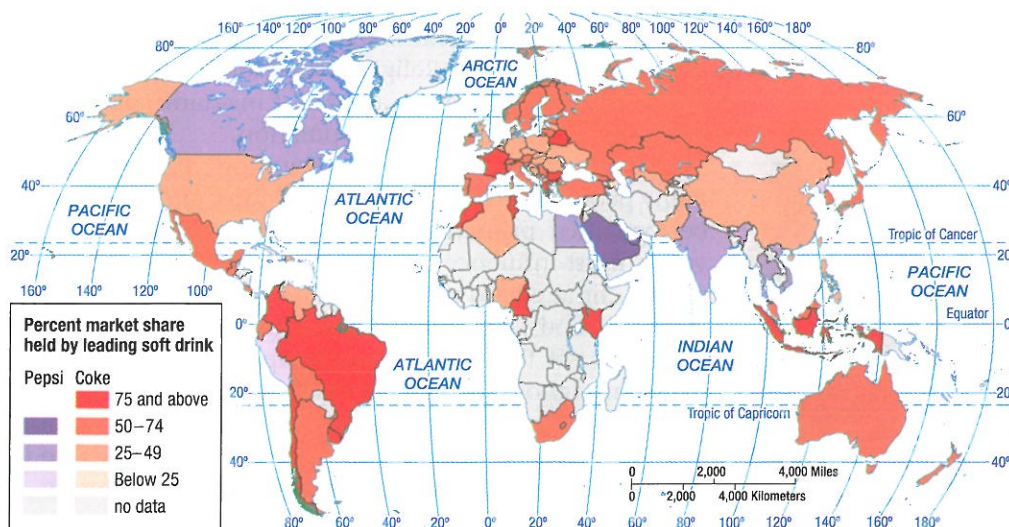 160° 140° 120° 100° 80° 60° 40° 20° 0° 20° 40° 60° 80° 100° 120° 140° 160° 180°
80°
80°
ARCTIC
OCEAN
60°
60°
40°
ATLANTIC
OCEAN
40°
PACIFIC
OCEAN
20°
Tropic of Cancer
20°
PACIFIC
OCEAN
160° 140° 120° 100°
Equator
0°
0°
ATLANTIC
OCEAN
INDIAN
OCEAN
20°
Tropic of Capricorn
20°
40°
40°
0 2,000 4,000 Miles
0 2,000 4,000 Kilometers
80° 60° 40° 20° 0° 20° 40° 60° 80° 100° 120° 140° 160° 180°
Percent market share
held by leading soft drink
Pepsi Coke
75 and above
50–74
25–49
Below 25
no data